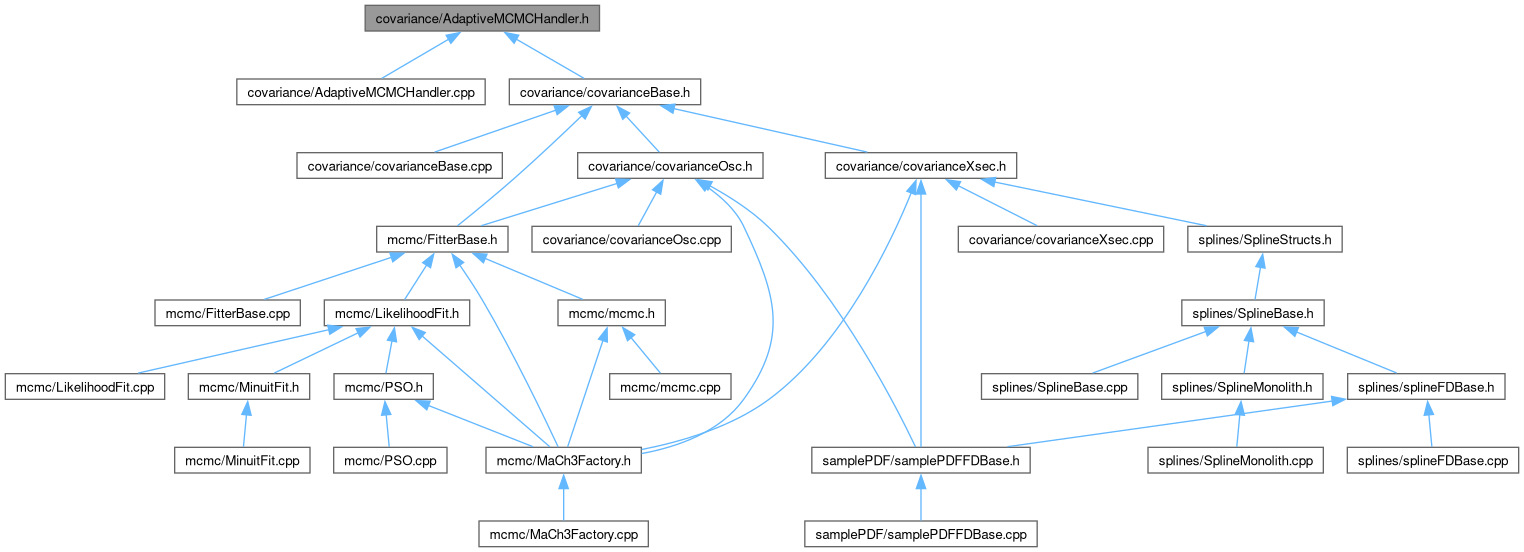 covariance/AdaptiveMCMCHandler.h
covariance/AdaptiveMCMCHandler.cpp
covariance/covarianceBase.h
covariance/covarianceBase.cpp
covariance/covarianceOsc.h
covariance/covarianceXsec.h
mcmc/FitterBase.h
covariance/covarianceOsc.cpp
covariance/covarianceXsec.cpp
splines/SplineStructs.h
mcmc/FitterBase.cpp
mcmc/LikelihoodFit.h
mcmc/mcmc.h
splines/SplineBase.h
mcmc/LikelihoodFit.cpp
mcmc/MinuitFit.h
mcmc/PSO.h
mcmc/mcmc.cpp
splines/SplineBase.cpp
splines/SplineMonolith.h
splines/splineFDBase.h
mcmc/MinuitFit.cpp
mcmc/PSO.cpp
mcmc/MaCh3Factory.h
samplePDF/samplePDFFDBase.h
splines/SplineMonolith.cpp
splines/splineFDBase.cpp
mcmc/MaCh3Factory.cpp
samplePDF/samplePDFFDBase.cpp